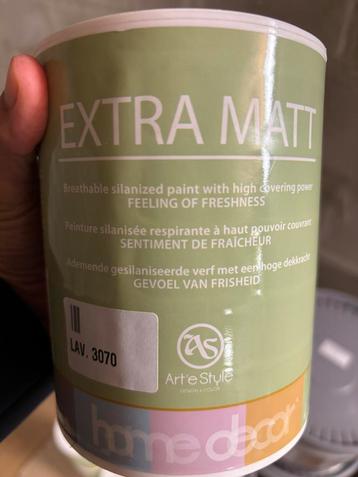 EXTRA MATT
Breathable silanized paint with high covering power
FEELING OF FRESHNESS
Peinture silanisée respirante à haut pouvoir couvrant
SENTIMENT DE FRAÎCHEUR
Ademende gesilaniseerde verf met een hoge dekkracht
GEVOEL VAN FRISHEID
LAV. 3070
AS
Art'e Style
DESIGN & COLOR
home decor